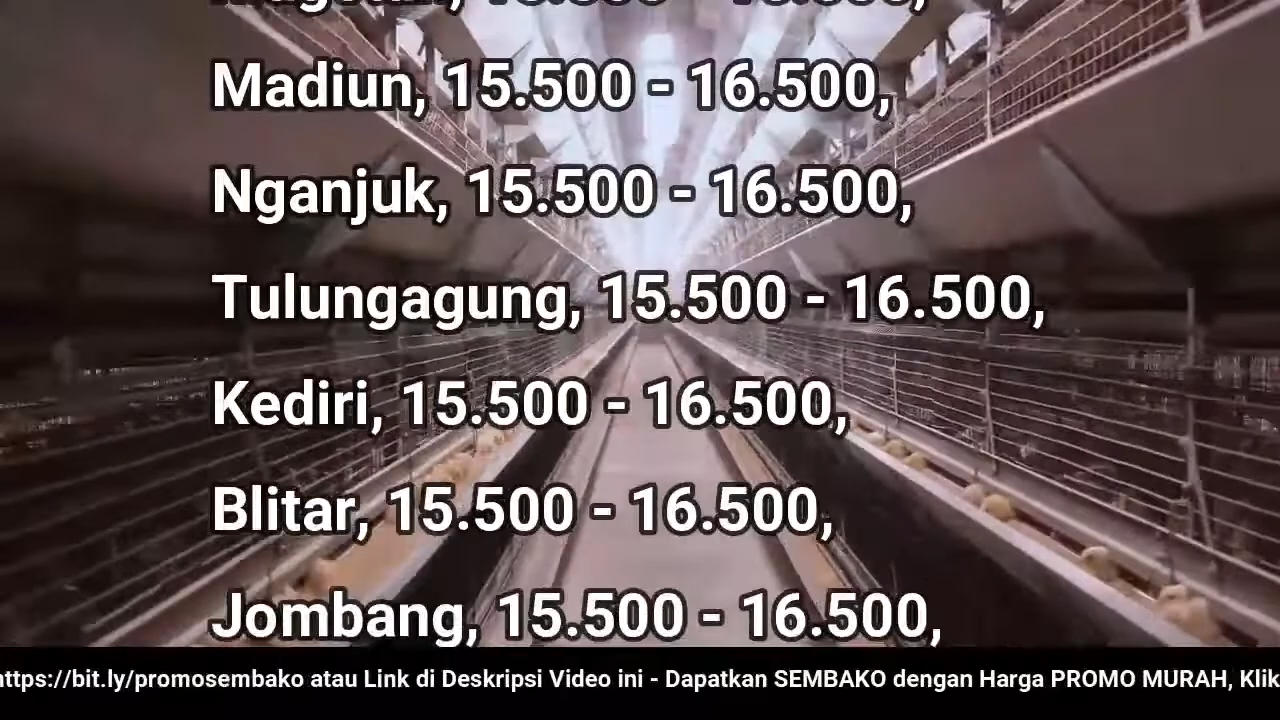 Madiun, 15.500 - 16.500,
Nganjuk, 15.500 - 16.500,
Tulungagung, 15.500 - 16.500,
Kediri, 15.500 - 16.500,
Blitar, 15.500 - 16.500,
Jombang, 15.500 - 16.500,
https://bit.ly/promosembako atau Link di Deskripsi Video ini - Dapatkan SEMBAKO dengan Harga PROMO MURAH, Klik